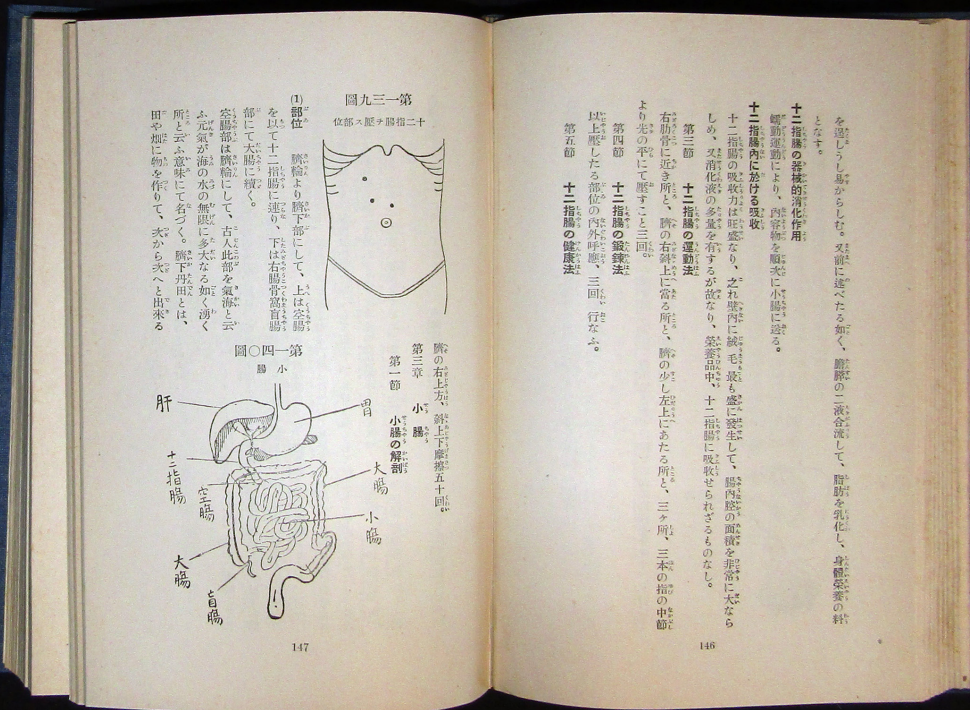 を逞しうし易からしむ。又前に述べたる如く、膽膵の二液合流して、脂肪を乳化し、身體榮養の料
となす。
十二指腸の器械的消化作用
蠕動運動により、内容物を順次に小腸に送る。
十二指腸内に於ける吸收
十二指腸の吸收力は旺盛なり、之れ壁内に絨毛最も盛に發生して、腸内腔の面積を非常に大なら
しめ、又消化液の多量を有するが故なり、榮養品中、十二指腸に吸收せられざるものなし。
第三節 十二指腸の運動法
右肋骨に近き所と、臍の右斜上に當る所と、臍の少し左上にあたる所と、三ケ所、三本の指の中節
より先の平にて壓すこと三回。
第四節 十二指腸の鍛錬法
以上壓したる部位の内外呼應、三回、行なふ。
第五節 十二指腸の健康法
146
臍の右上方、斜上下摩擦五十回。
第三章 小腸
第一節 小腸の解剖
第一三九圖
十二指腸ヲ壓ス部位
第一四〇圖
小腸
肝
胃
十二指腸
空腸
大腸
小腸
大腸
盲腸
(1) 部位 臍輪より臍下部にして、上は空腸
を以て十二指腸に連り、下は右腸骨窩盲腸
部にて大腸に續く。
空腸部は臍輪にして、古人此部を氣海と云
ふ元氣が海の水の無限に多大なる如く湧く
所と云ふ意味にて名づく。臍下丹田とは、
田や畑に物を作りて、次から次へと出來る
147